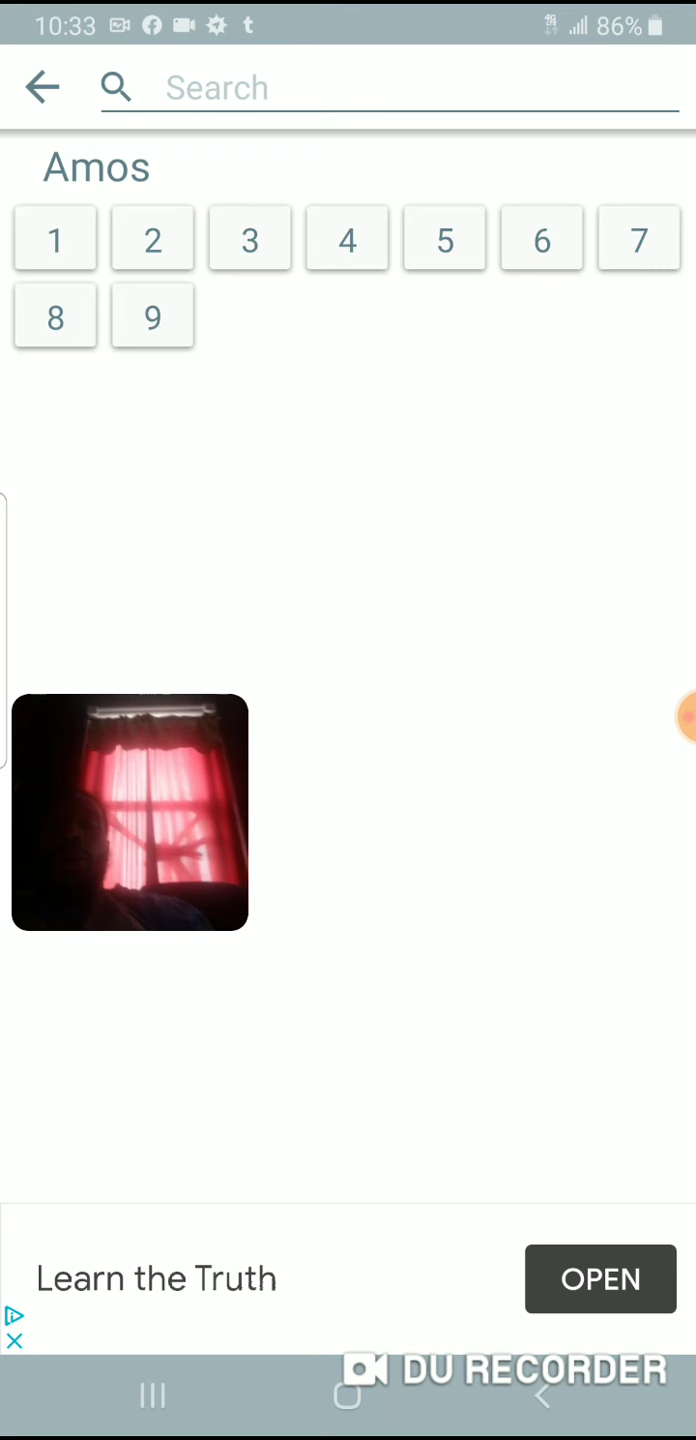 10:33 t 4G 86%
Search
Amos
1 2 3 4 5 6 7
8 9
Learn the Truth
OPEN
DU RECORDER